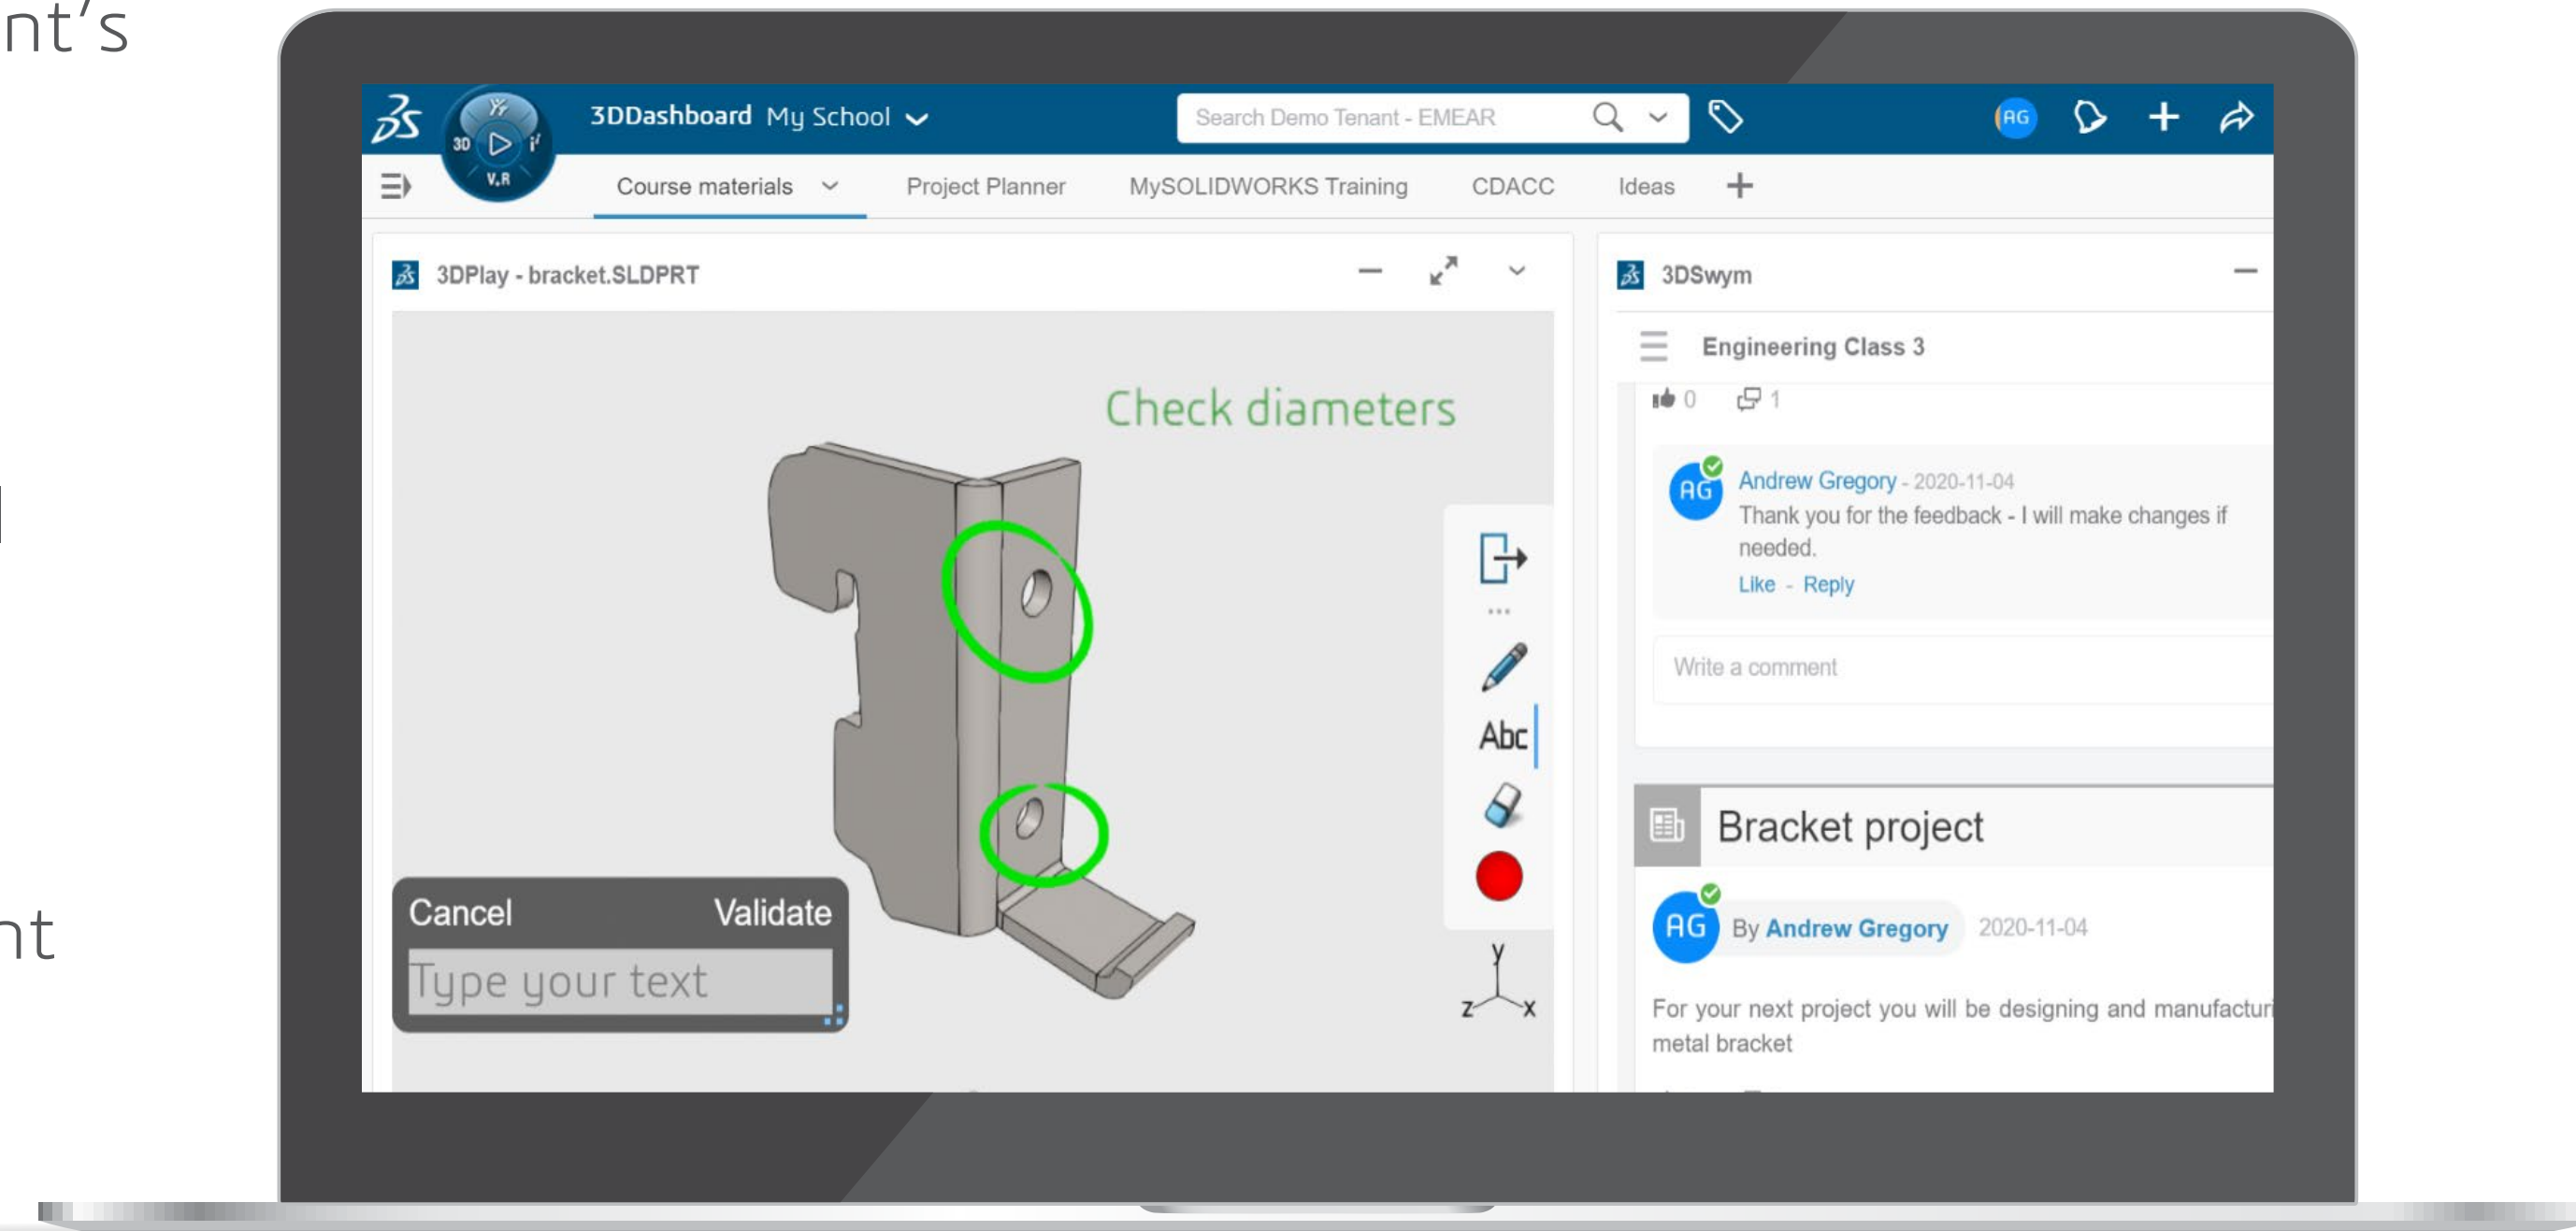 nt's
nt
3DDashboard My School
Search Demo Tenant - EMEAR
AG
3D
i'
V.R
Course materials
Project Planner
MySOLIDWORKS Training
CDACC
Ideas
3DPlay - bracket.SLDPRT
Check diameters
Abc
Cancel
Validate
Type your text
y
z
x
3DSwym
Engineering Class 3
0
1
AG
Andrew Gregory - 2020-11-04
Thank you for the feedback - I will make changes if
needed.
Like - Reply
Write a comment
Bracket project
AG
By Andrew Gregory 2020-11-04
For your next project you will be designing and manufacturi
metal bracket